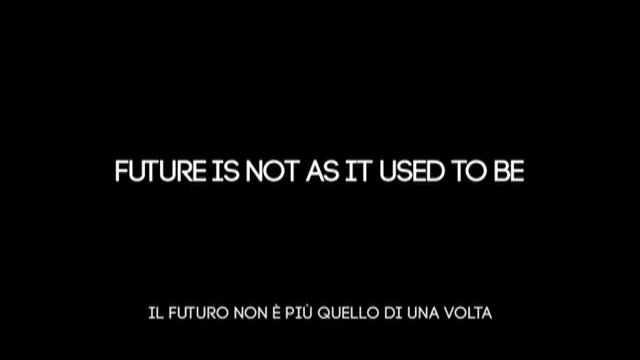 FUTURE IS NOT AS IT USED TO BE
IL FUTURO NON È PIÙ QUELLO DI UNA VOLTA